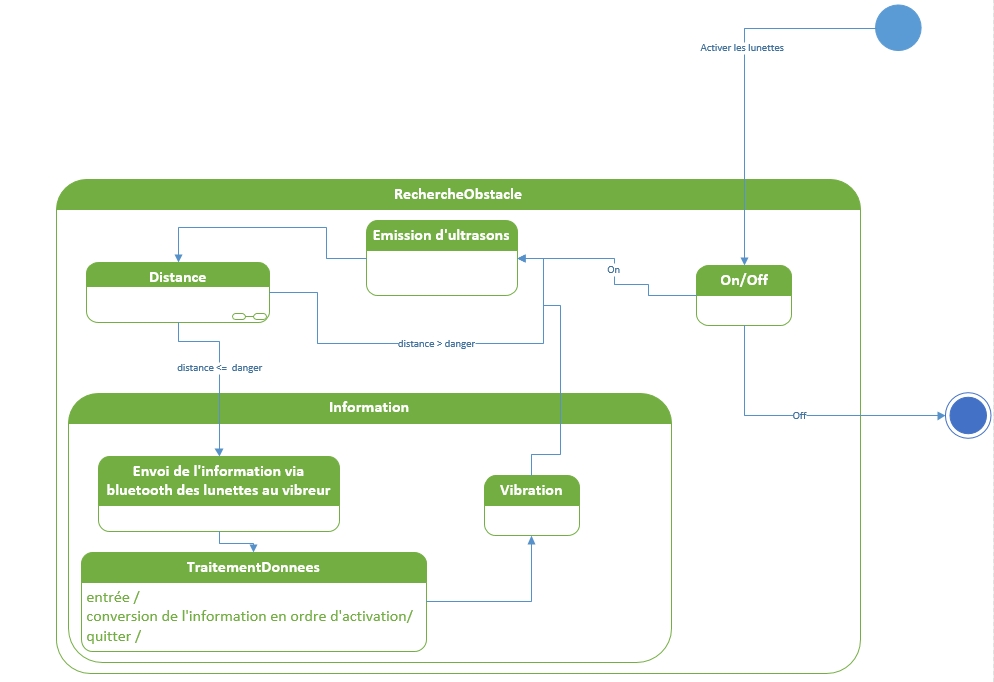 Activer les lunettes
RechercheObstacle
Emission d'ultrasons
Distance
On
On/Off
distance > danger
distance <= danger
Information
Off
Envoi de l'information via
bluetooth des lunettes au vibreur
Vibration
TraitementDonnees
entrée /
conversion de l'information en ordre d'activation/
quitter /